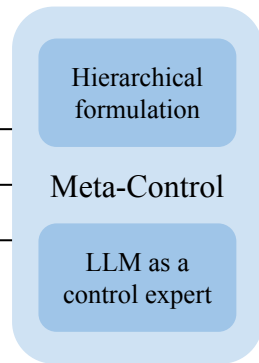 Hierarchical
formulation
Meta-Control
LLM as a
control expert